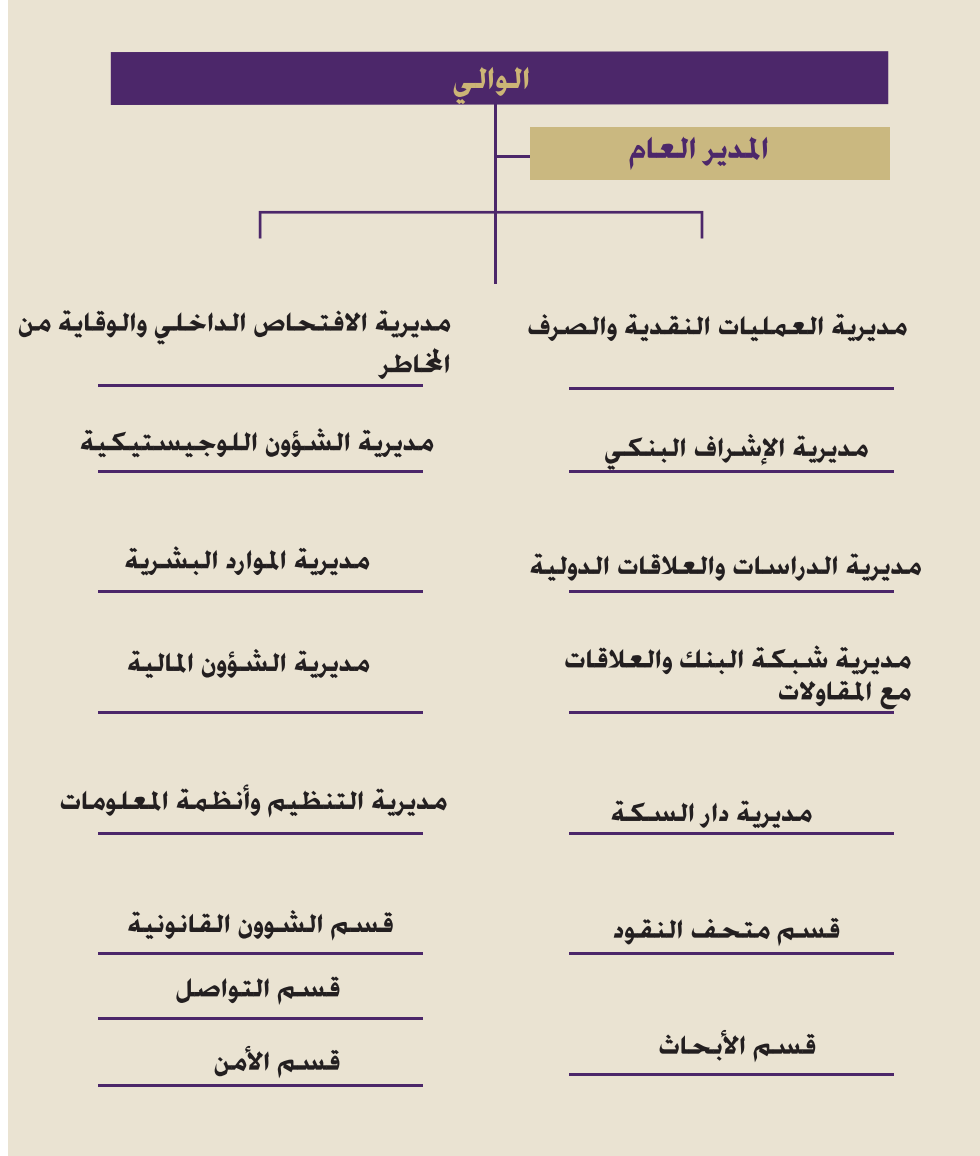 الوالي
المدير العام
مديرية العمليات النقدية والصرف
مديرية الإشراف البنكي
مديرية الدراسات والعلاقات الدولية
مديرية شبكة البنك والعلاقات
مع المقاولات
مديرية دار السكة
قسم متحف النقود
قسم الأبحاث
مديرية الافتحاص الداخلي والوقاية من
المخاطر
مديرية الشؤون اللوجيستيكية
مديرية الموارد البشرية
مديرية الشؤون المالية
مديرية التنظيم وأنظمة المعلومات
قسم الشوون القانونية
قسم التواصل
قسم الأمن